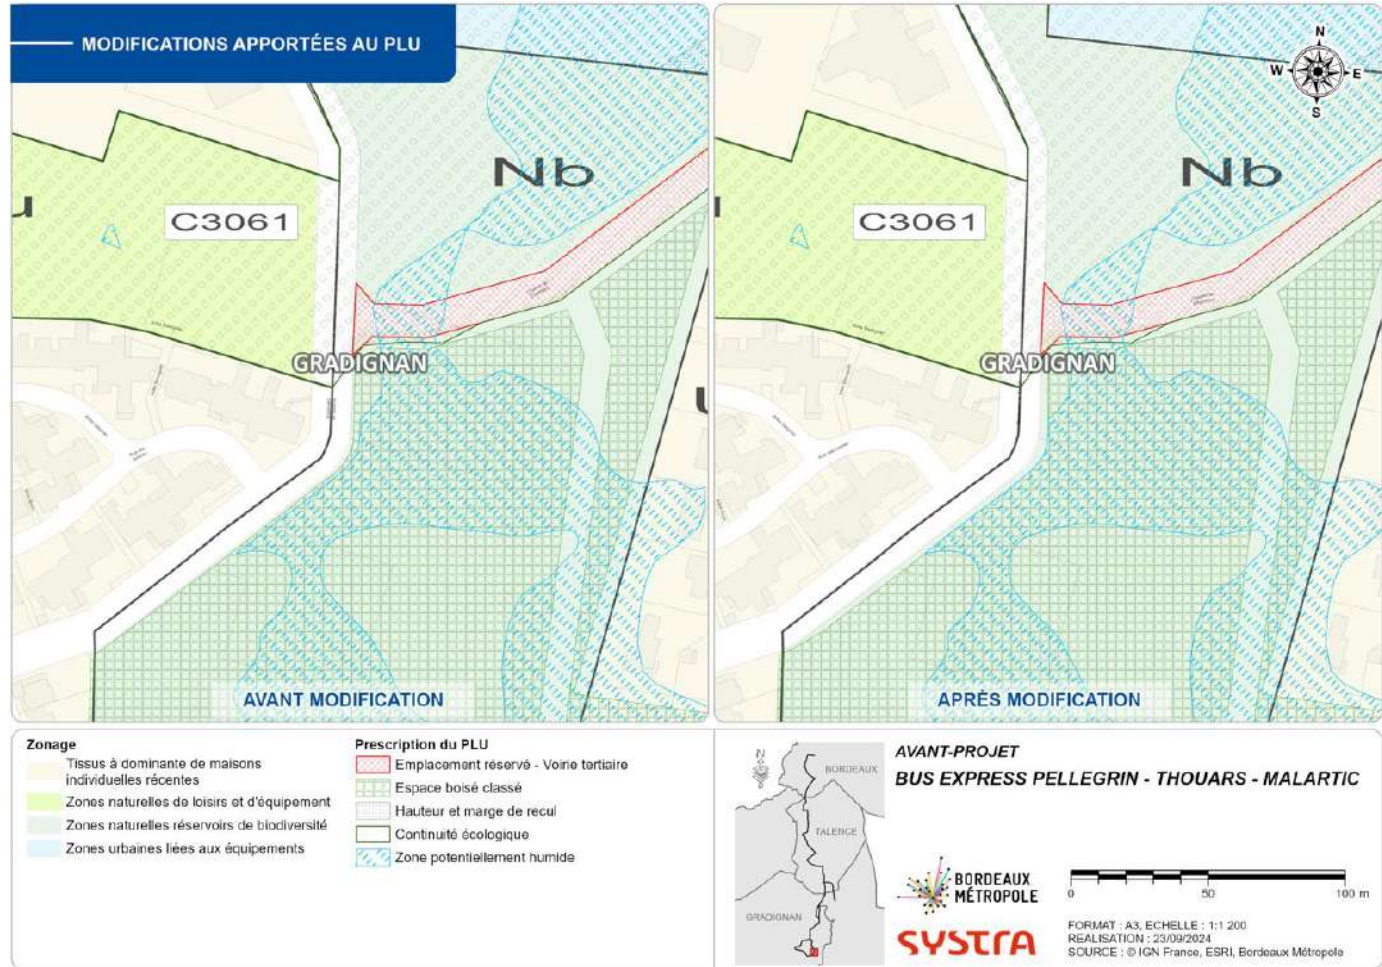 MODIFICATIONS APPORTÉES AU PLU
Nb
C3061
GRADIGNAN
AVANT MODIFICATION
N
W
E
S
Nb
C3061
GRADIGNAN
APRÈS MODIFICATION
Zonage
Tissus à dominante de maisons
individuelles récentes
Zones naturelles de loisirs et d'équipement
Zones naturelles réservoirs de biodiversité
Zones urbaines liées aux équipements
Prescription du PLU
Emplacement réservé - Voirie tertiaire
Espace boisé classé
Hauteur et marge de recul
Continuité écologique
Zone potentiellement humide
N
BORDEAUX
TALENCE
GRADIGNAN
AVANT-PROJET
BUS EXPRESS PELLEGRIN - THOUARS - MALARTIC
BORDEAUX
MÉTROPOLE
SYSTRA
0 50 100 m
FORMAT : A3, ECHELLE : 1:1 200
REALISATION : 23/09/2024
SOURCE : © IGN France, ESRI, Bordeaux Métropole